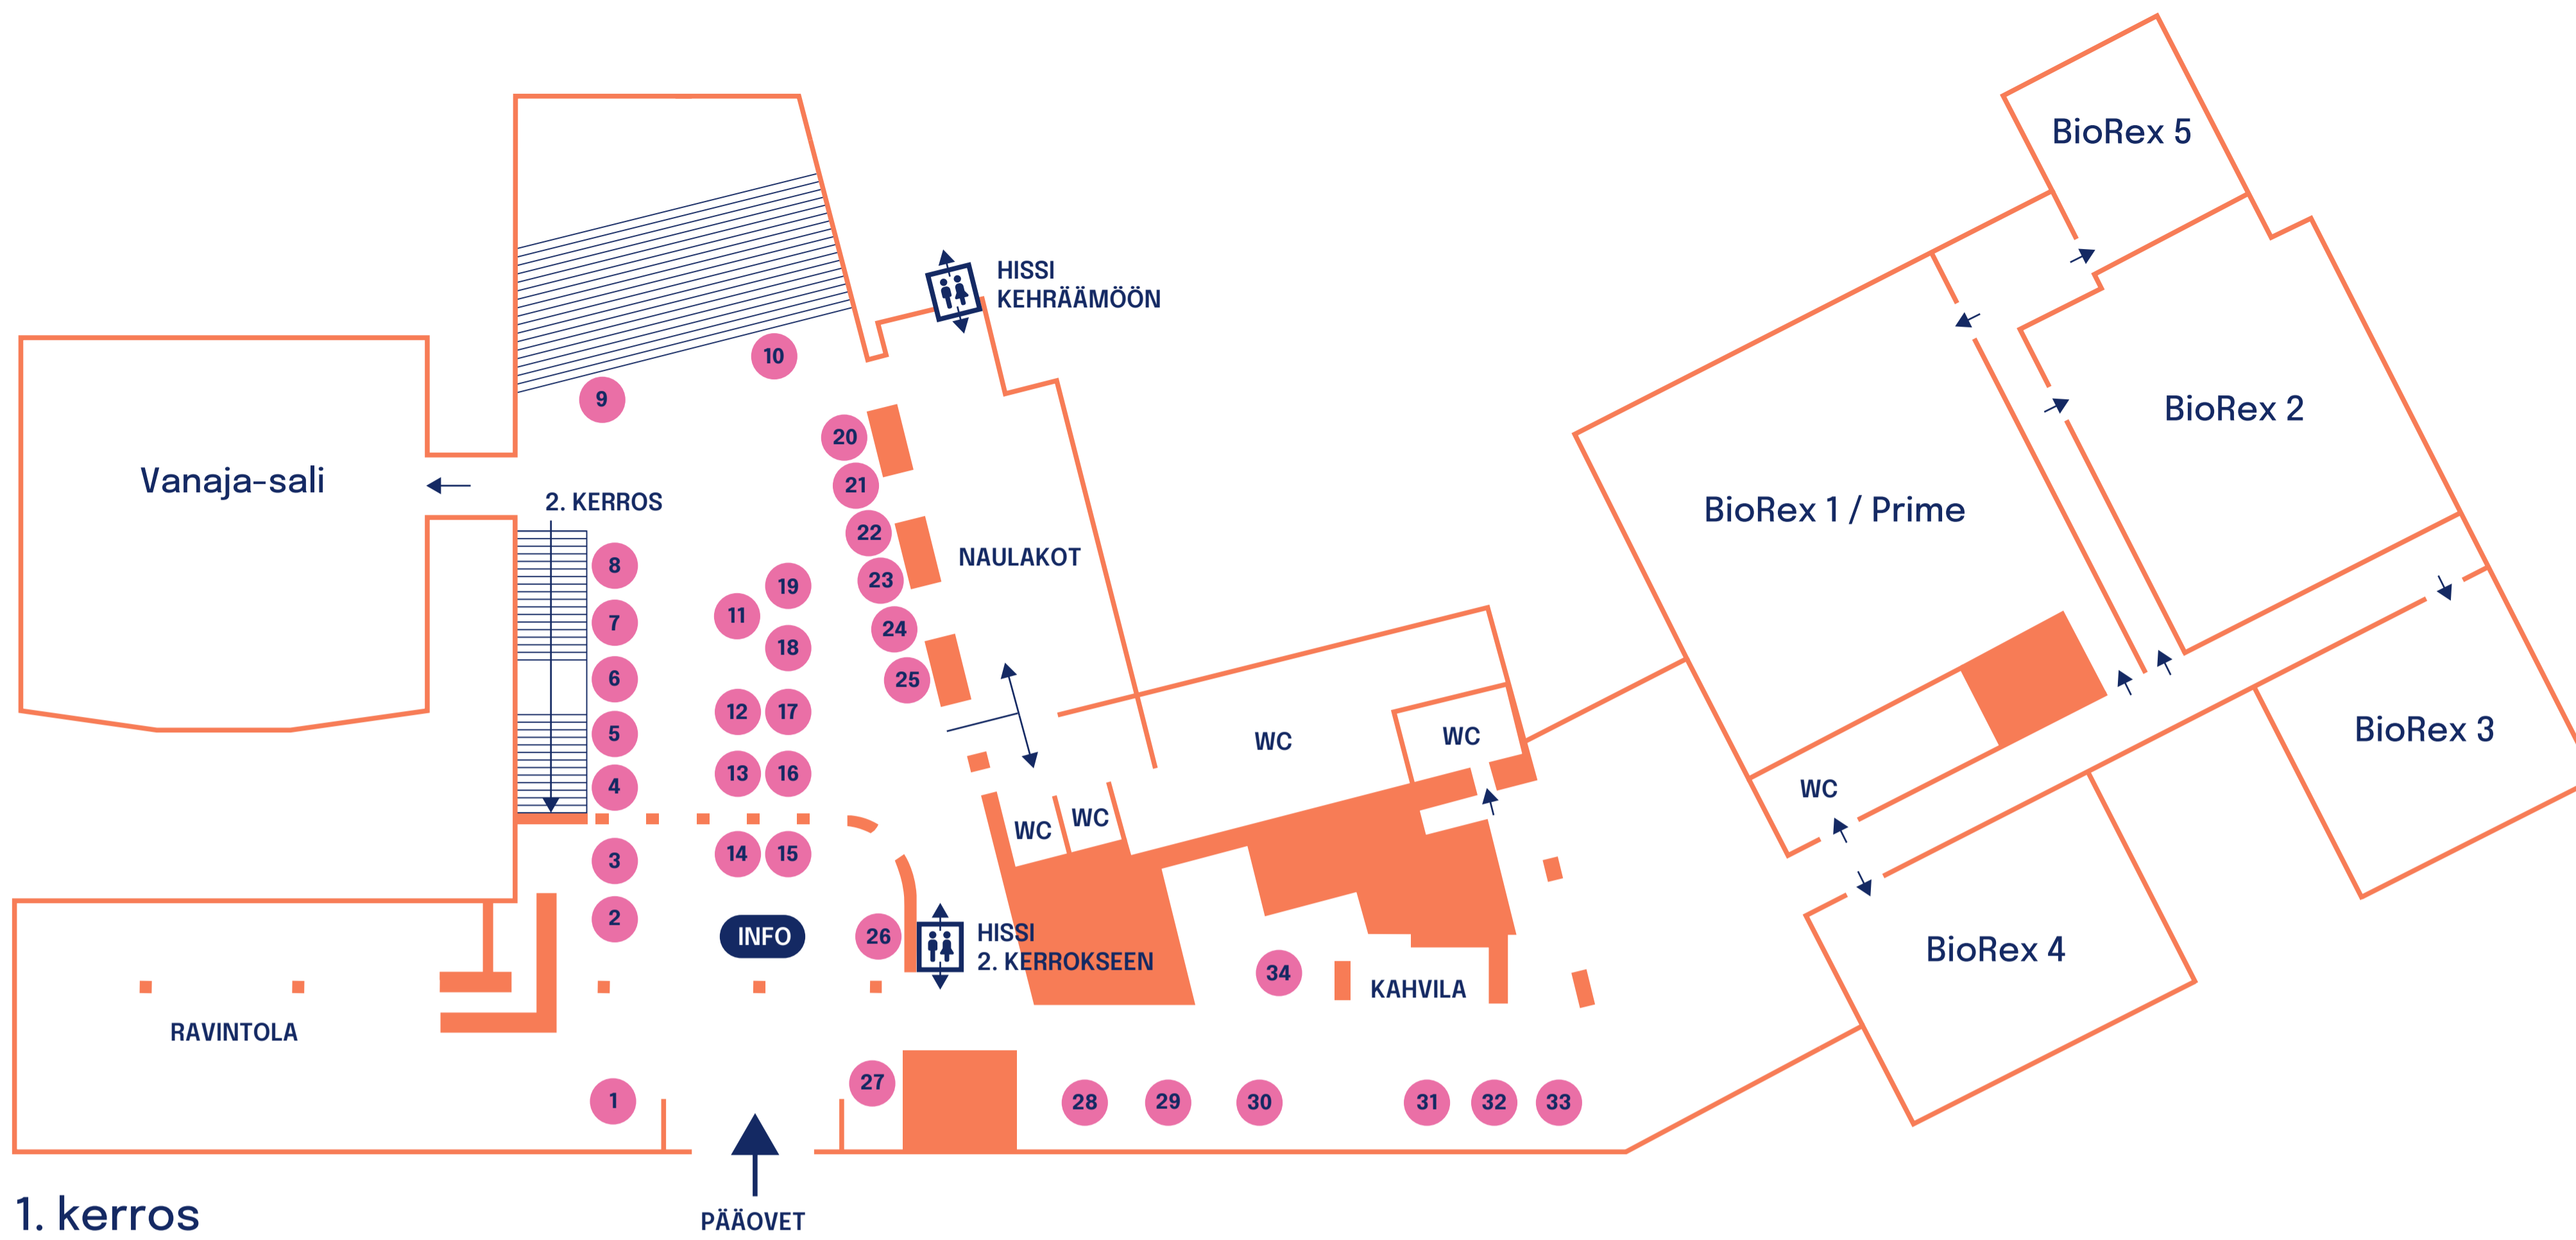 BioRex 5
HISSI
KEHRÄÄMÖÖN
10
9
BioRex 2
20
Vanaja-sali
21
2. KERROS
BioRex 1 / Prime
22
NAULAKOT
8
23
19
11
7
24
18
6
25
12
17
5
WC
WC
BioRex 3
13
16
4
WC
WC
WC
3
14
15
2
INFO
26
HISSI
2. KERROKSEEN
BioRex 4
34
KAHVILA
RAVINTOLA
27
1
28
29
30
31
32
33
1. kerros
PÄÄOVET